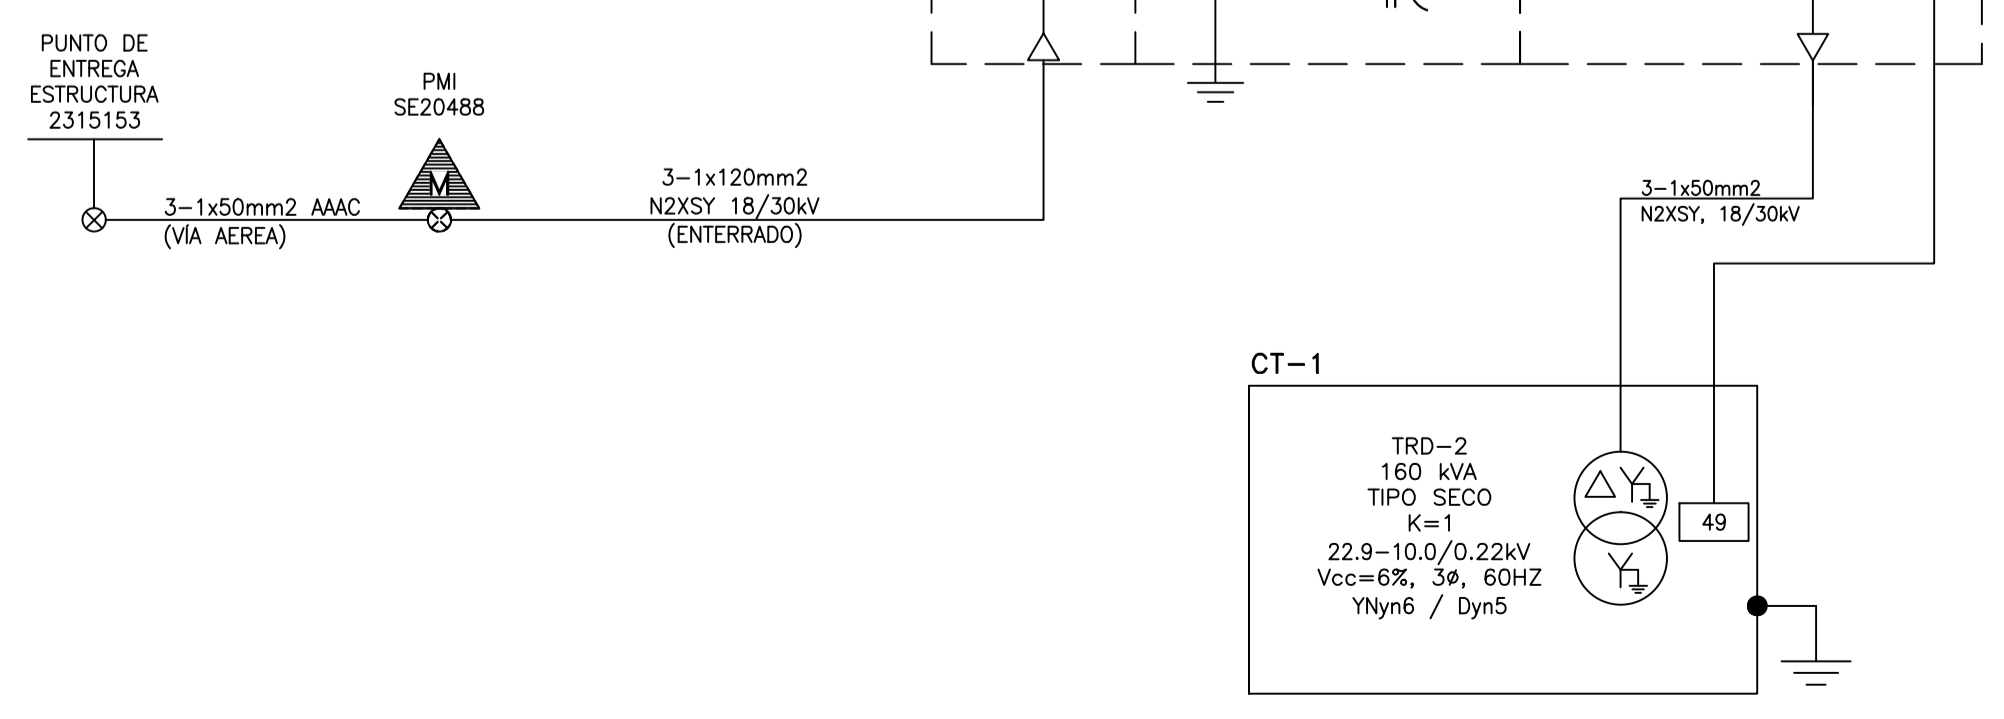 PUNTO DE
ENTREGA
ESTRUCTURA
2315153
PMI
SE20488
M
3-1x50mm2 AAAC
(VÍA AEREA)
3-1x120mm2
N2XSY 18/30kV
(ENTERRADO)
3-1x50mm2
N2XSY, 18/30kV
CT-1
TRD-2
160 kVA
TIPO SECO
K=1
22.9-10.0/0.22kV
Vcc=6%, 3ø, 60HZ
YNyn6 / Dyn5
49